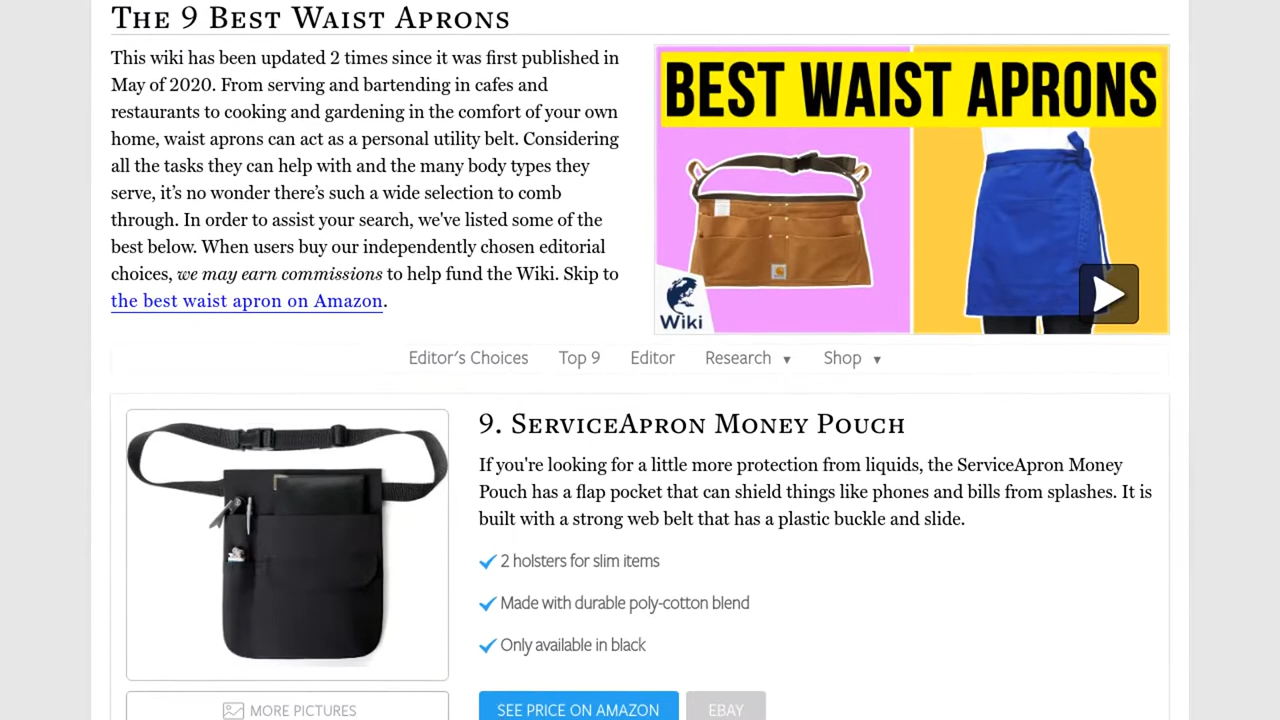 The 9 Best Waist Aprons
This wiki has been updated 2 times since it was first published in
May of 2020. From serving and bartending in cafes and
restaurants to cooking and gardening in the comfort of your own
home, waist aprons can act as a personal utility belt. Considering
all the tasks they can help with and the many body types they
serve, it’s no wonder there’s such a wide selection to comb
through. In order to assist your search, we've listed some of the
best below. When users buy our independently chosen editorial
choices, we may earn commissions to help fund the Wiki. Skip to
the best waist apron on Amazon.
BEST WAIST APRONS
Wiki
Editor's Choices
Top 9
Editor
Research ▼
Shop ▼
9. ServiceApron Money Pouch
If you're looking for a little more protection from liquids, the ServiceApron Money
Pouch has a flap pocket that can shield things like phones and bills from splashes. It is
built with a strong web belt that has a plastic buckle and slide.
2 holsters for slim items
Made with durable poly-cotton blend
Only available in black
MORE PICTURES
SEE PRICE ON AMAZON
EBAY